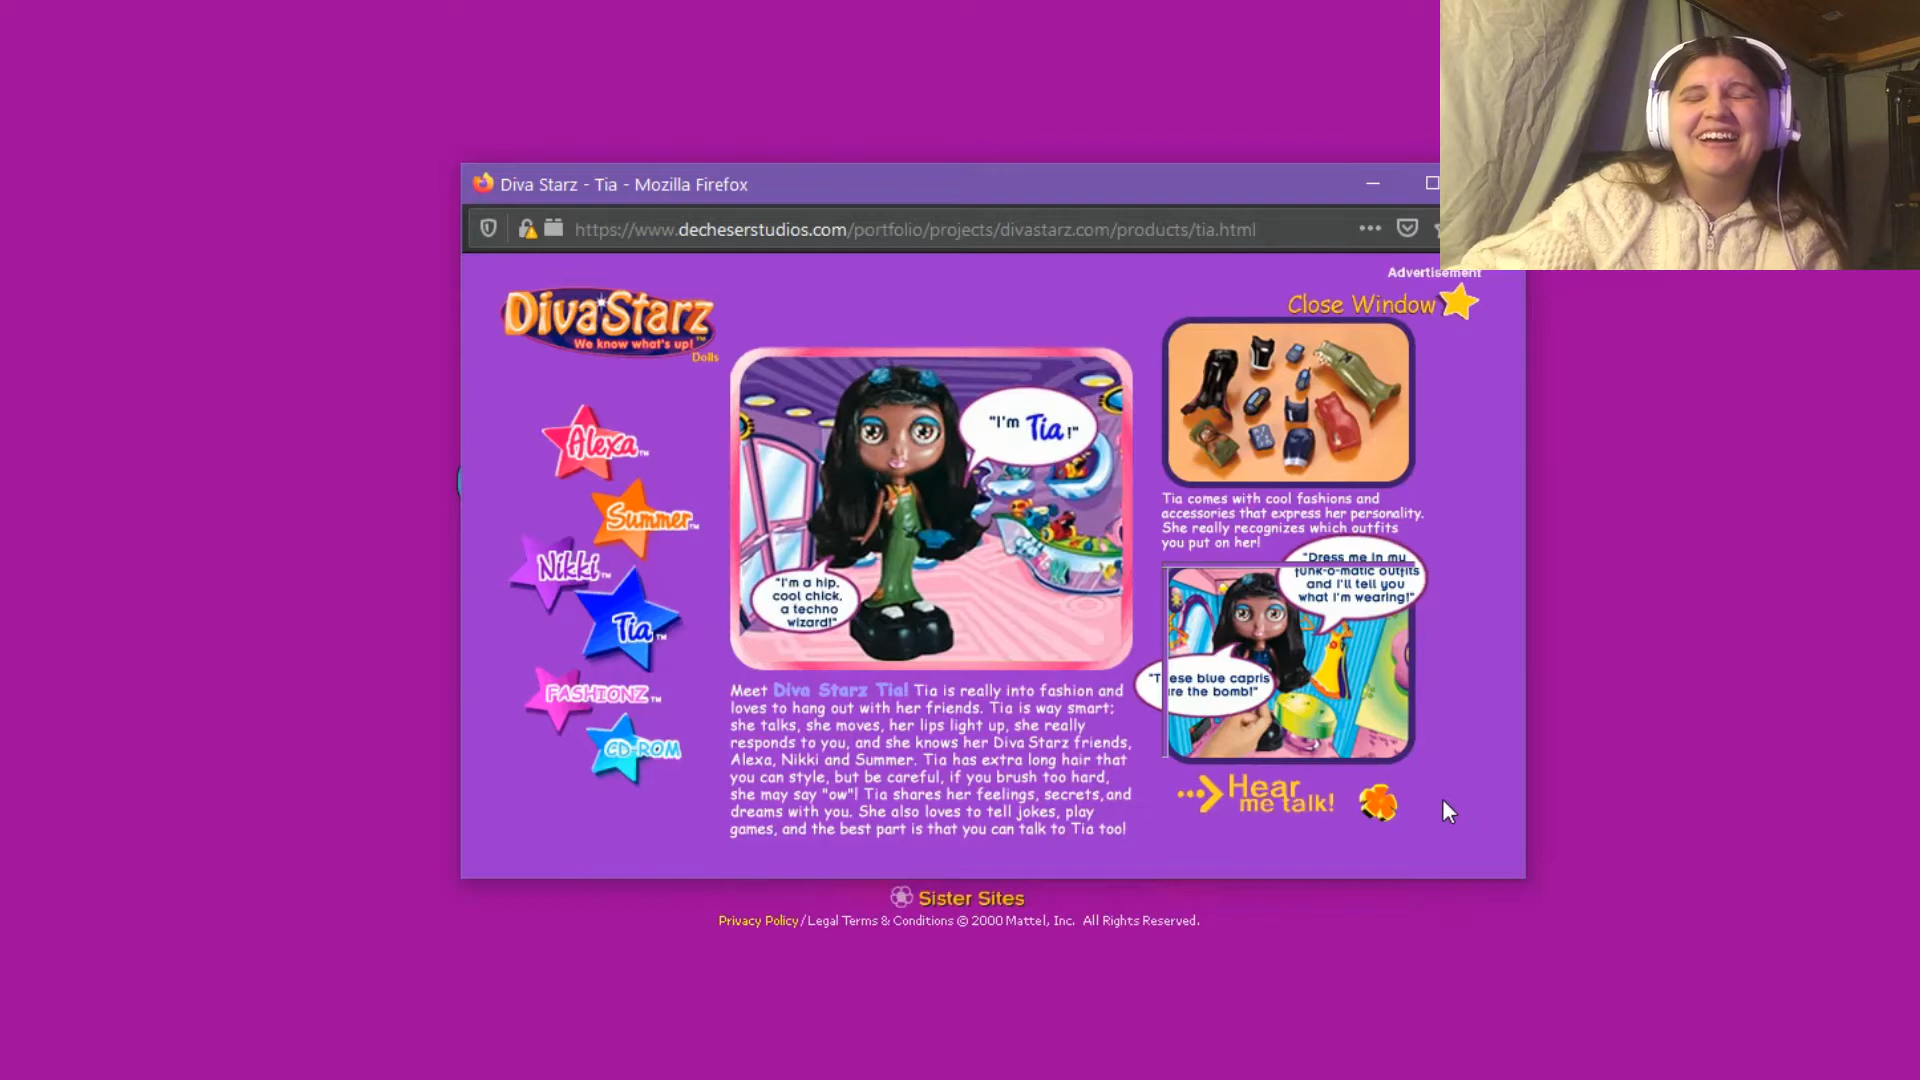 Diva Starz - Tia - Mozilla Firefox
https://www.decheserstudios.com/portfolio/projects/divastarz.com/products/tia.html
Advertisement
Close Window
DivaStarz
We know what's up!™
Dolls
Alexa™
Summer™
Nikki™
Tia™
FASHIONZ™
CD-ROM
"I'm Tia!"
"I'm a hip,
cool chick,
a techno
wizard!"
Meet Diva Starz Tia! Tia is really into fashion and
loves to hang out with her friends. Tia is way smart;
she talks, she moves, her lips light up, she really
responds to you, and she knows her Diva Starz friends,
Alexa, Nikki and Summer. Tia has extra long hair that
you can style, but be careful, if you brush too hard,
she may say "ow"! Tia shares her feelings, secrets, and
dreams with you. She also loves to tell jokes, play
games, and the best part is that you can talk to Tia too!
Tia comes with cool fashions and
accessories that express her personality.
She really recognizes which outfits
you put on her!
"Dress me in my
funk-o-matic outfits
and I'll tell you
what I'm wearing!"
"These blue capris
are the bomb!"
Hear
me talk!
Sister Sites
Privacy Policy / Legal Terms & Conditions © 2000 Mattel, Inc. All Rights Reserved.